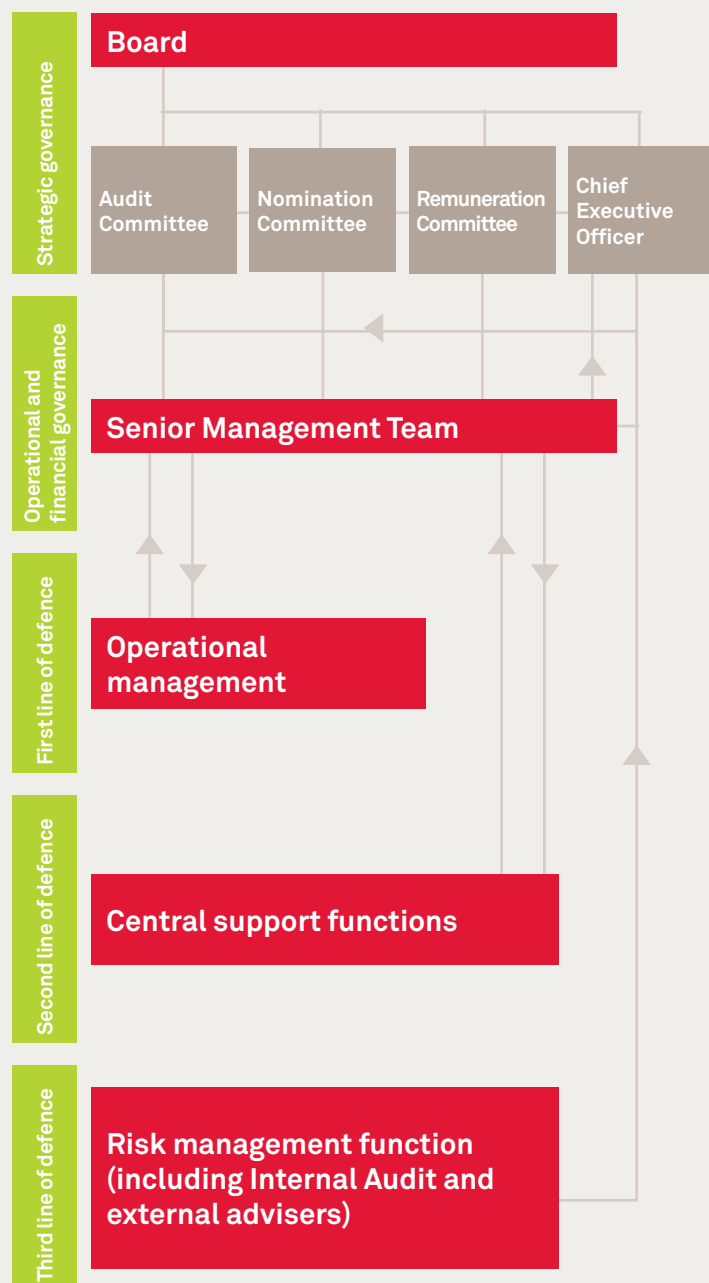 Strategic governance
Board
Audit
Committee
Nomination
Committee
Remuneration
Committee
Chief
Executive
Officer
Operational and
financial governance
Senior Management Team
First line of defence
Operational
management
Second line of defence
Central support functions
Third line of defence
Risk management function
(including Internal Audit and
external advisers)